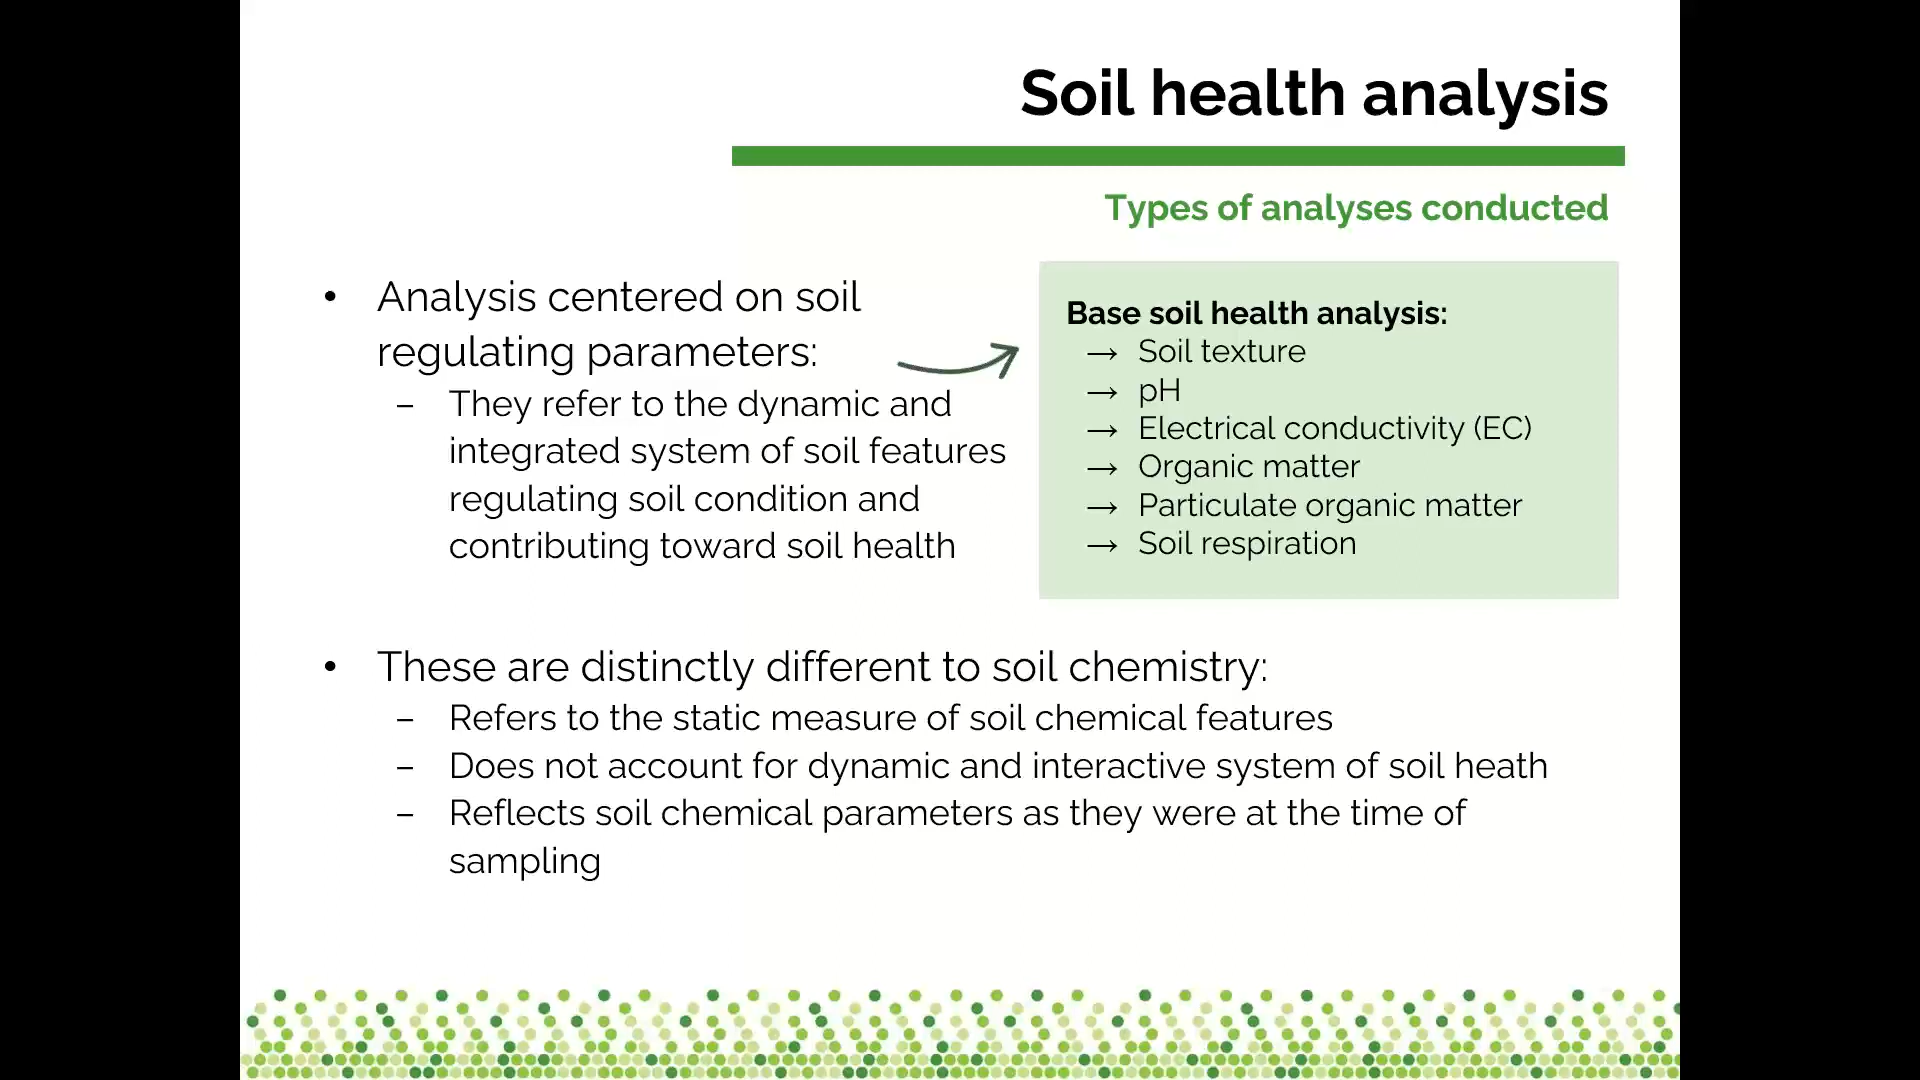 Soil health analysis
Types of analyses conducted
• Analysis centered on soil
regulating parameters:
– They refer to the dynamic and
integrated system of soil features
regulating soil condition and
contributing toward soil health
Base soil health analysis:
→ Soil texture
→ pH
→ Electrical conductivity (EC)
→ Organic matter
→ Particulate organic matter
→ Soil respiration
• These are distinctly different to soil chemistry:
– Refers to the static measure of soil chemical features
– Does not account for dynamic and interactive system of soil heath
– Reflects soil chemical parameters as they were at the time of
sampling